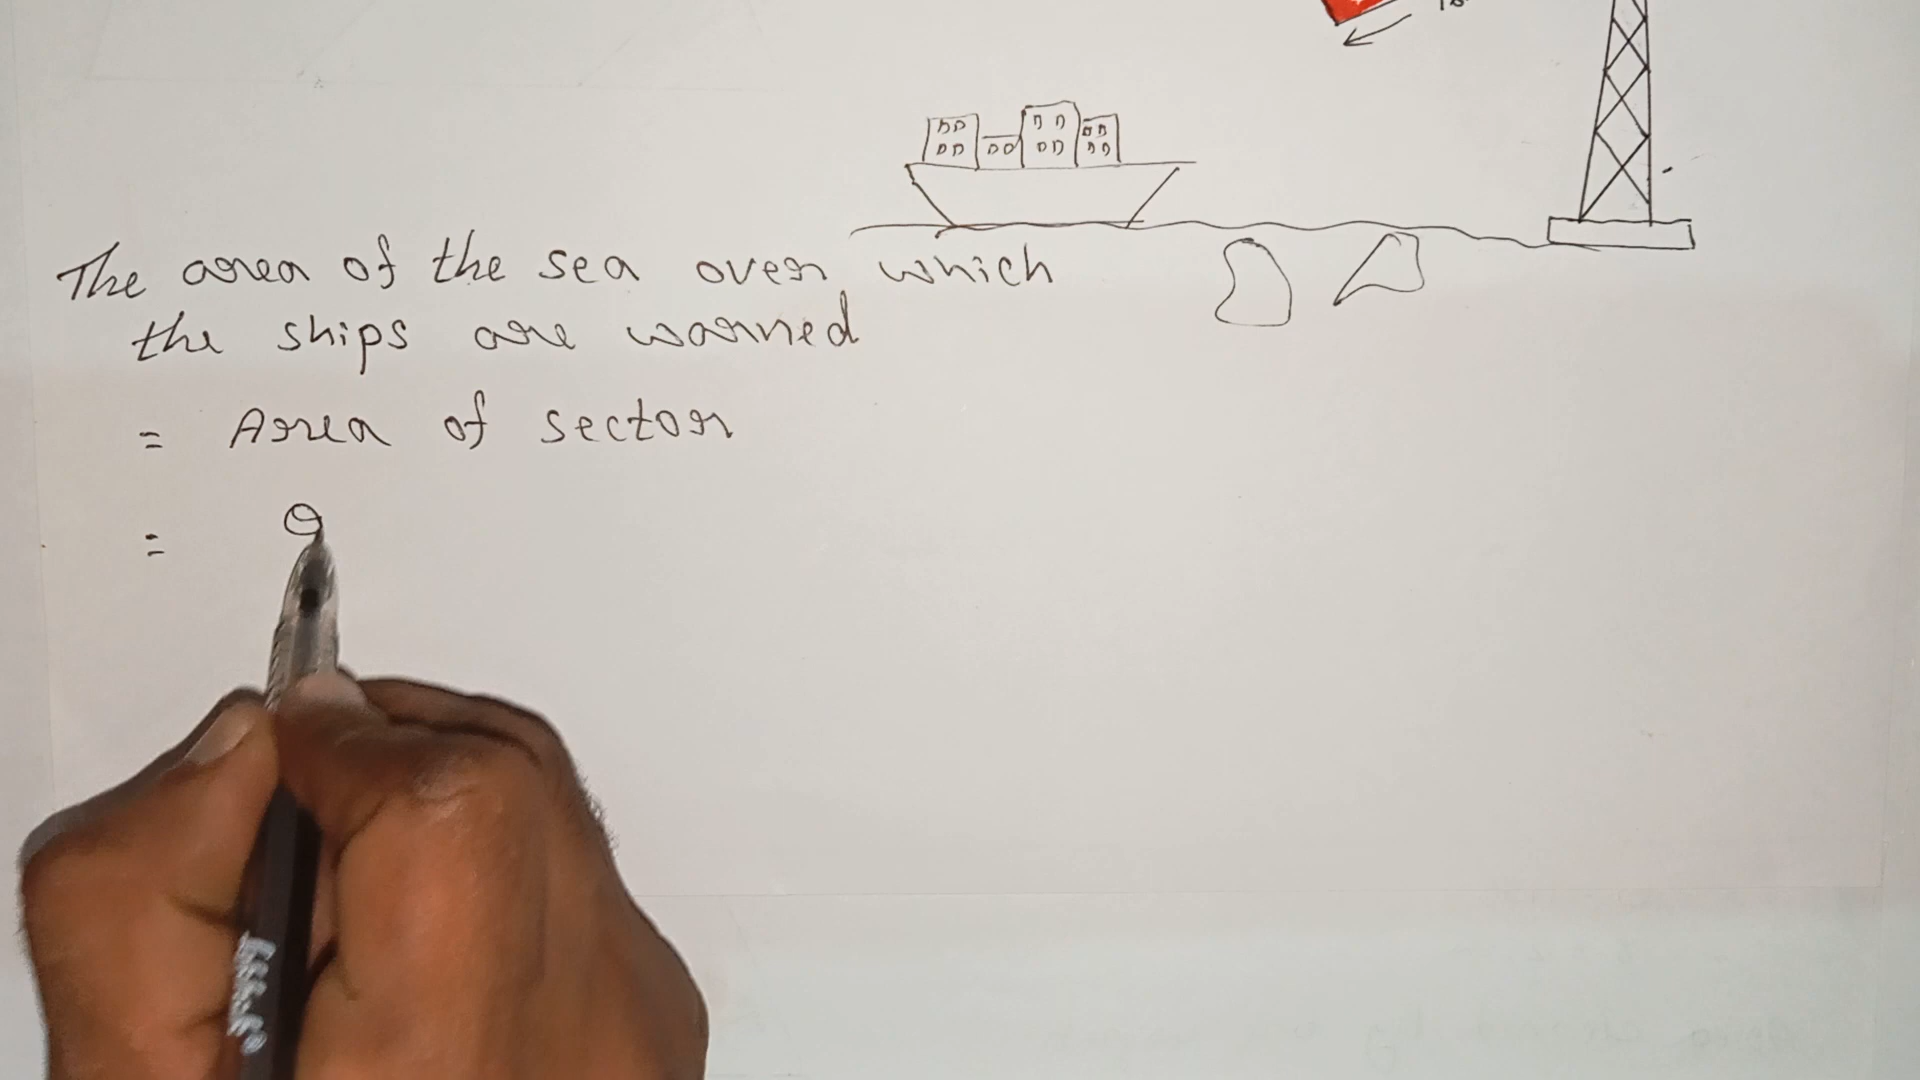 The area of the sea over which
the ships are warned
= Area of sector
= θ